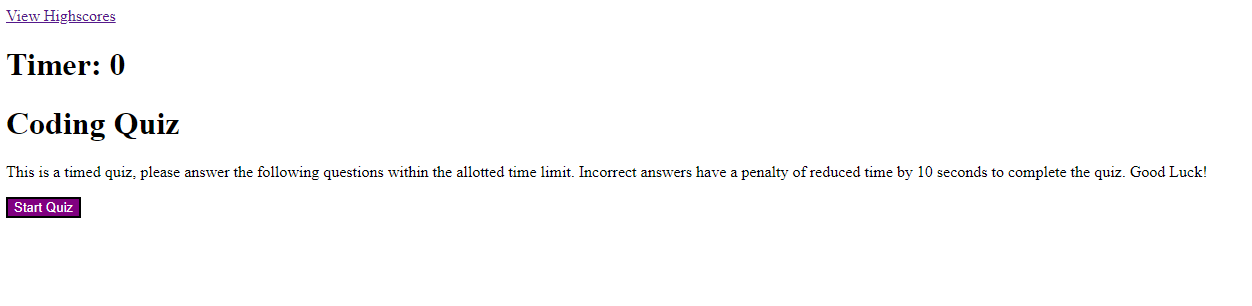 View Highscores
Timer: 0
Coding Quiz
This is a timed quiz, please answer the following questions within the allotted time limit. Incorrect answers have a penalty of reduced time by 10 seconds to complete the quiz. Good Luck!
Start Quiz